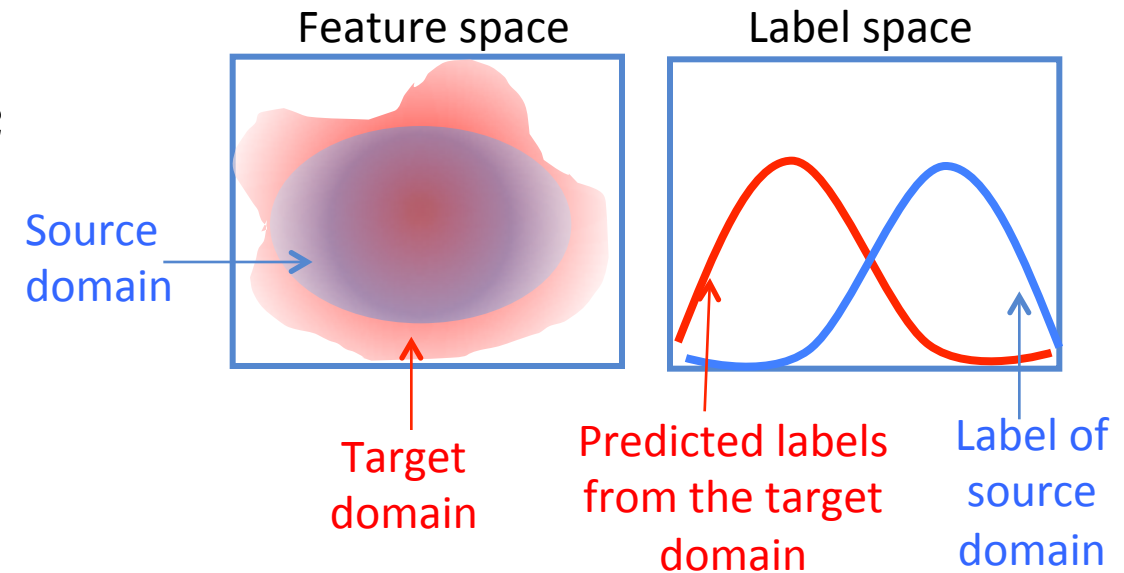 Feature space
Label space
Source
domain
Target
domain
Predicted labels
from the target
domain
Label of
source
domain